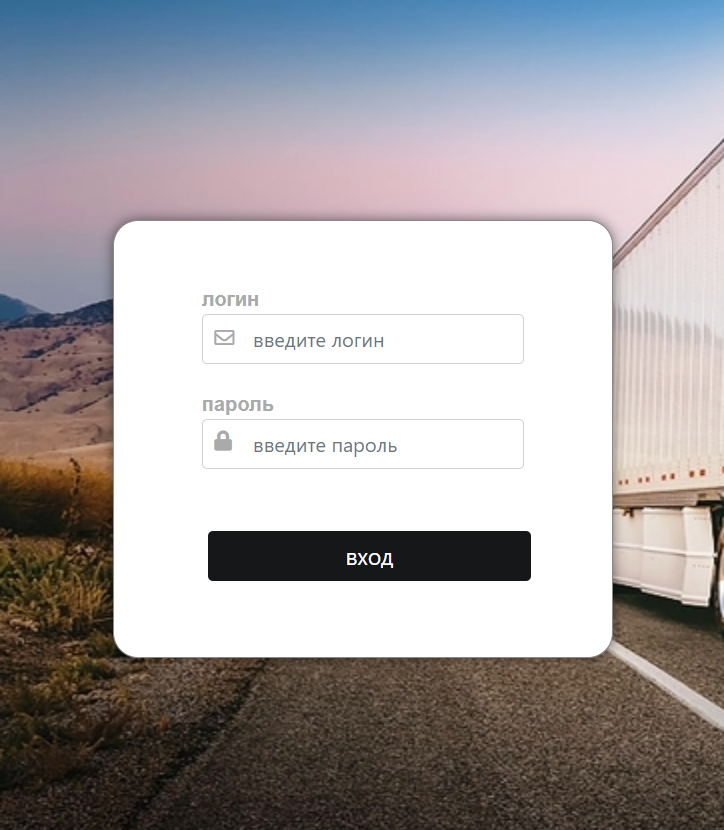 логин
введите логин
пароль
введите пароль
вход